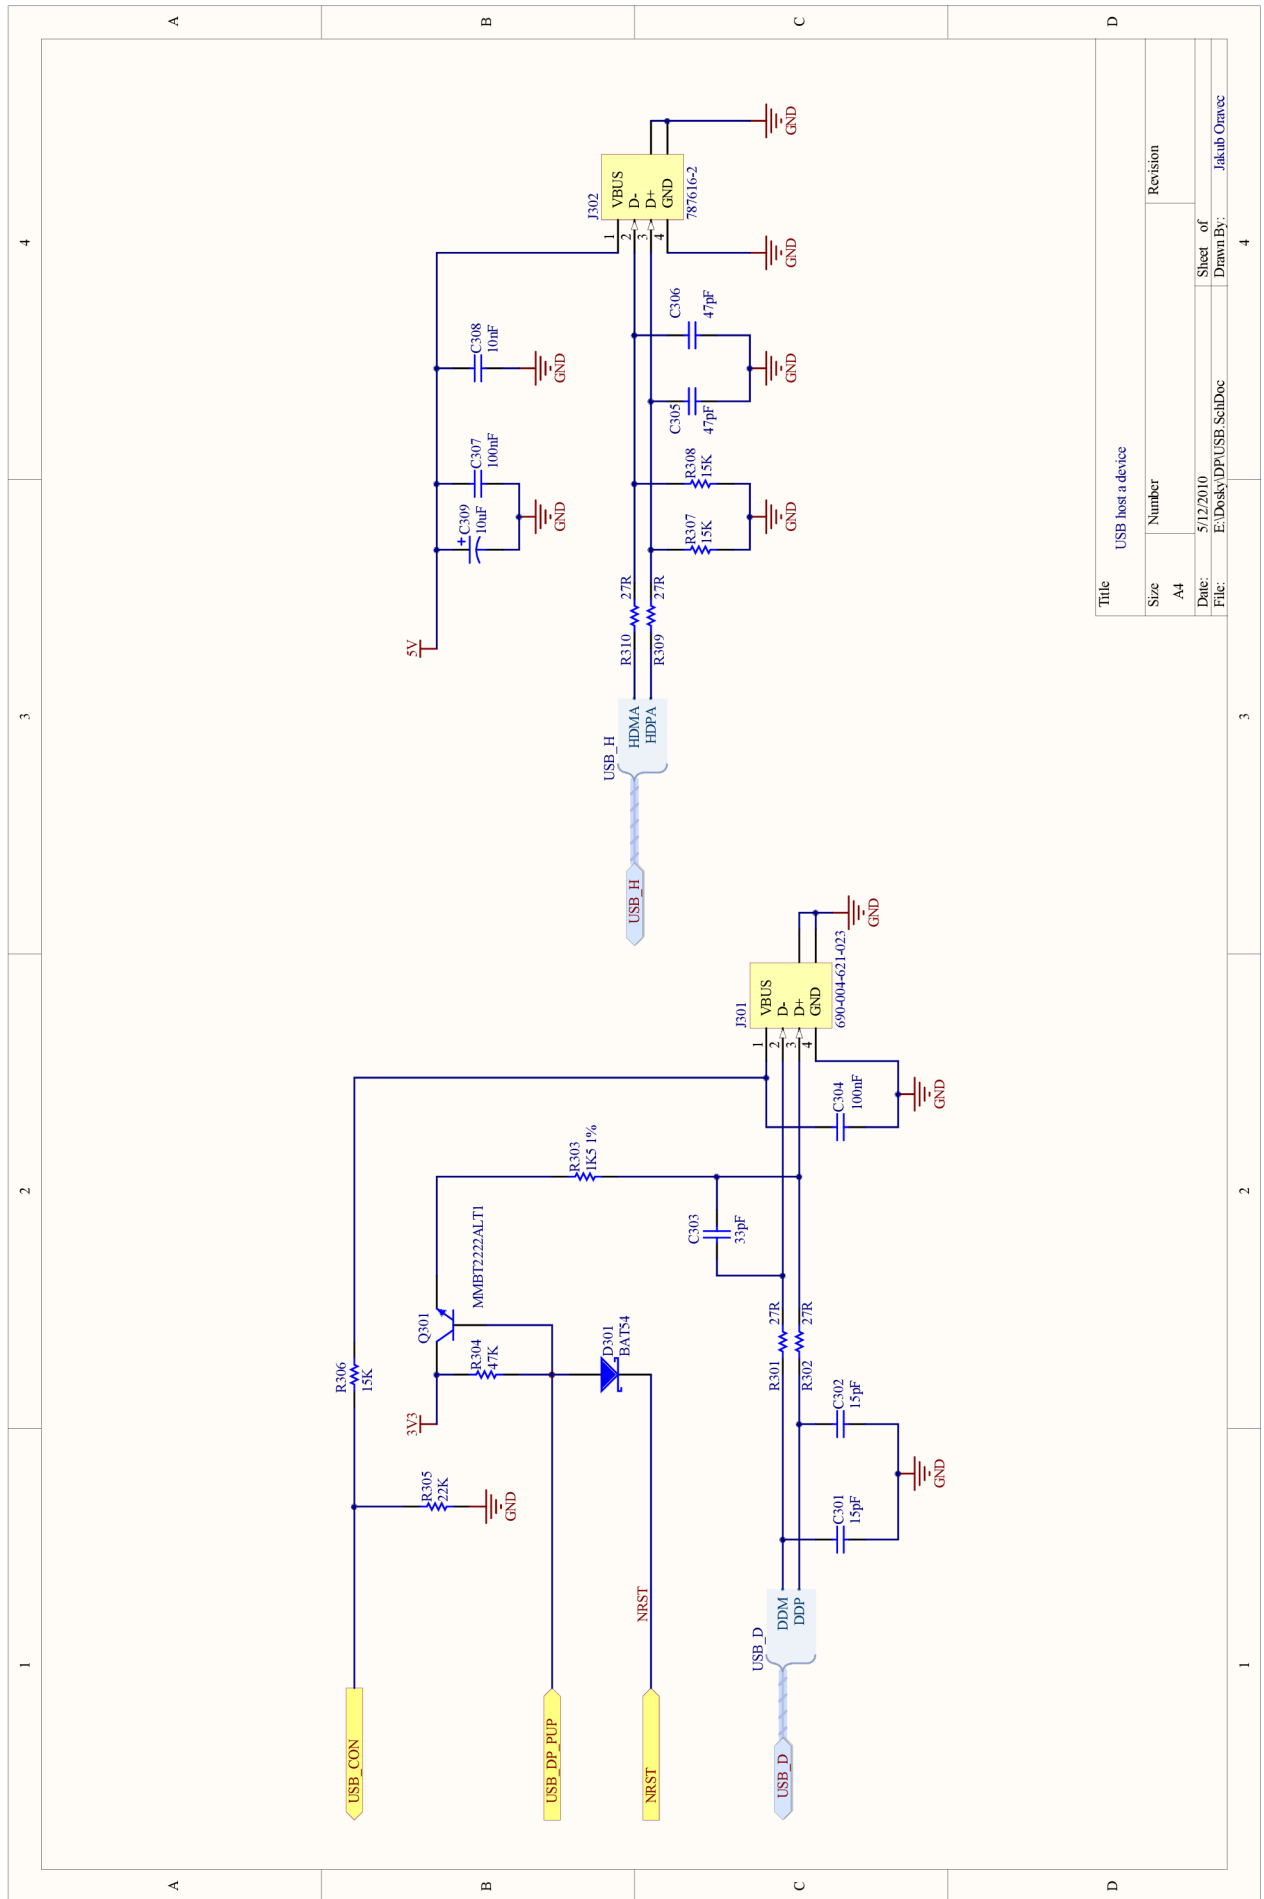 1
2
3
4
A
B
C
D
A
B
C
D
1
2
3
4
USB_CON
R305
22K
GND
R306
15K
3V3
Q301
MMBT2222ALT1
R304
47K
R303
1K5 1%
USB_DP_PUP
D301
BAT54
NRST
NRST
C303
33pF
USB_D
USB_D
DDM
DDP
R301
27R
R302
27R
C301
15pF
C302
15pF
GND
C304
100nF
GND
J301
1
2
3
4
VBUS
D-
D+
GND
690-004-621-023
GND
5V
C309
+
10uF
C307
100nF
GND
C308
10nF
GND
USB_H
USB_H
HDMA
HDPA
R310
27R
R309
27R
R307
15K
R308
15K
GND
C305
47pF
C306
47pF
GND
J302
1
2
3
4
VBUS
D-
D+
GND
787616-2
GND
GND
Title
USB host a device
Size
A4
Number
Revision
Date:
5/12/2010
Sheet of
File:
E:\Dosky\DP\USB.SchDoc
Drawn By:
Jakub Oravec